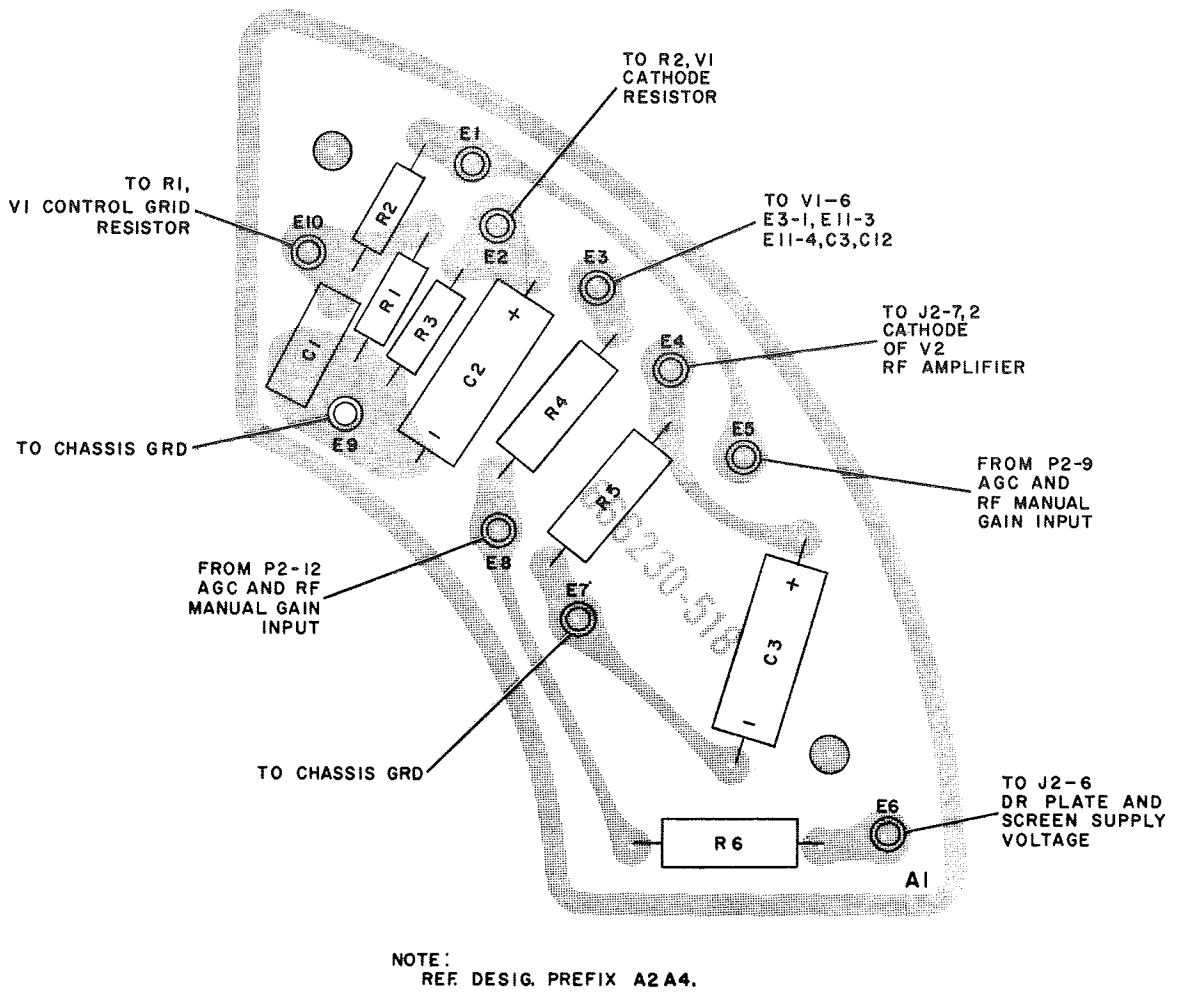 TO R2, V1
CATHODE
RESISTOR
E1
TO R1,
V1 CONTROL GRID
RESISTOR
E10
R2
E2
TO V1-6
E3-1, E11-3
E11-4, C3, C12
E3
R1
R3
+
C2
-
C1
TO J2-7, 2
CATHODE
OF V2
RF AMPLIFIER
E4
R4
E5
TO CHASSIS GRD
E9
FROM P2-9
AGC AND
RF MANUAL
GAIN INPUT
R5
E8
FROM P2-12
AGC AND RF
MANUAL GAIN
INPUT
E7
+
C3
-
TO CHASSIS GRD
TO J2-6
DR PLATE AND
SCREEN SUPPLY
VOLTAGE
E6
R6
A1
NOTE:
REF. DESIG. PREFIX A2A4.